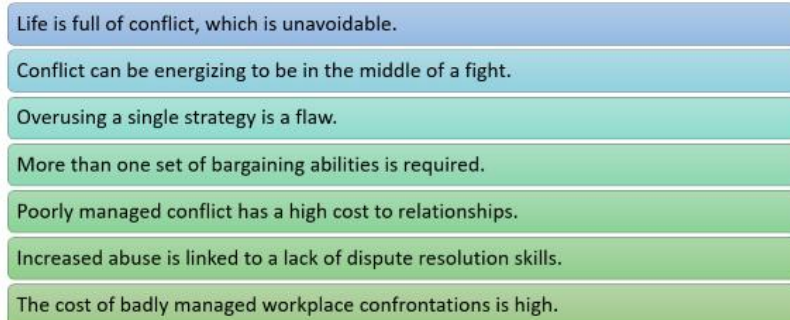 Life is full of conflict, which is unavoidable.
Conflict can be energizing to be in the middle of a fight.
Overusing a single strategy is a flaw.
More than one set of bargaining abilities is required.
Poorly managed conflict has a high cost to relationships.
Increased abuse is linked to a lack of dispute resolution skills.
The cost of badly managed workplace confrontations is high.